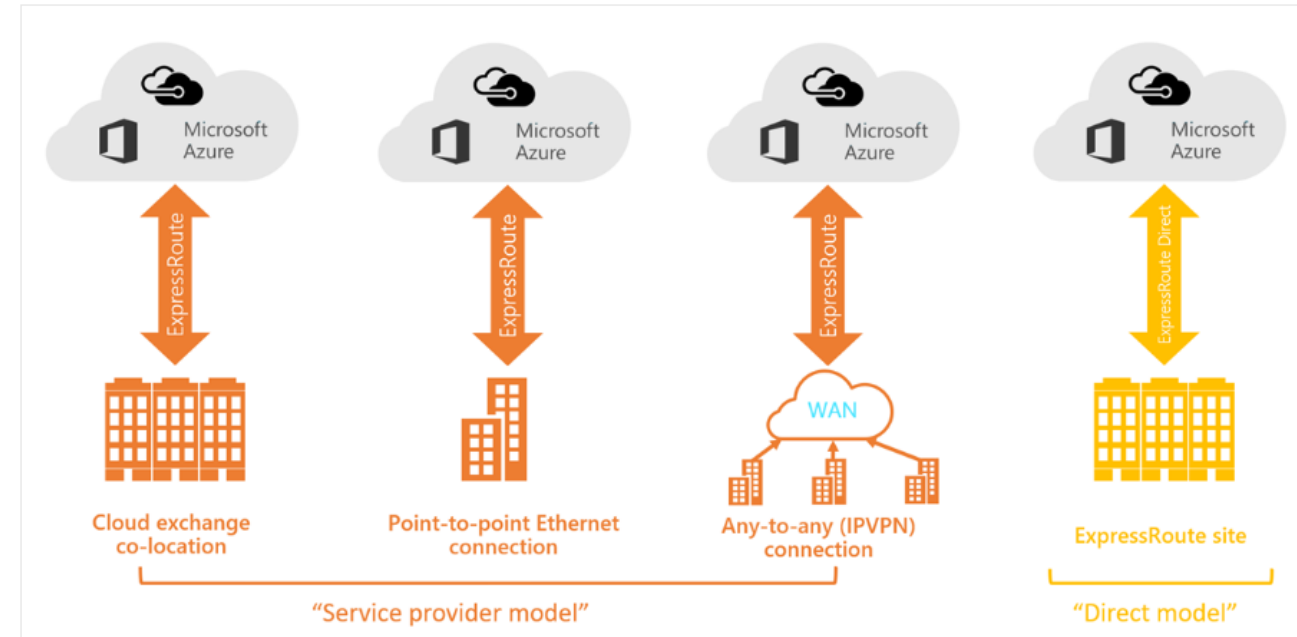 Microsoft
Azure
Microsoft
Azure
Microsoft
Azure
Microsoft
Azure
ExpressRoute
ExpressRoute
ExpressRoute
ExpressRoute Direct
WAN
Cloud exchange
co-location
Point-to-point Ethernet
connection
Any-to-any (IPVPN)
connection
ExpressRoute site
“Service provider model”
“Direct model”